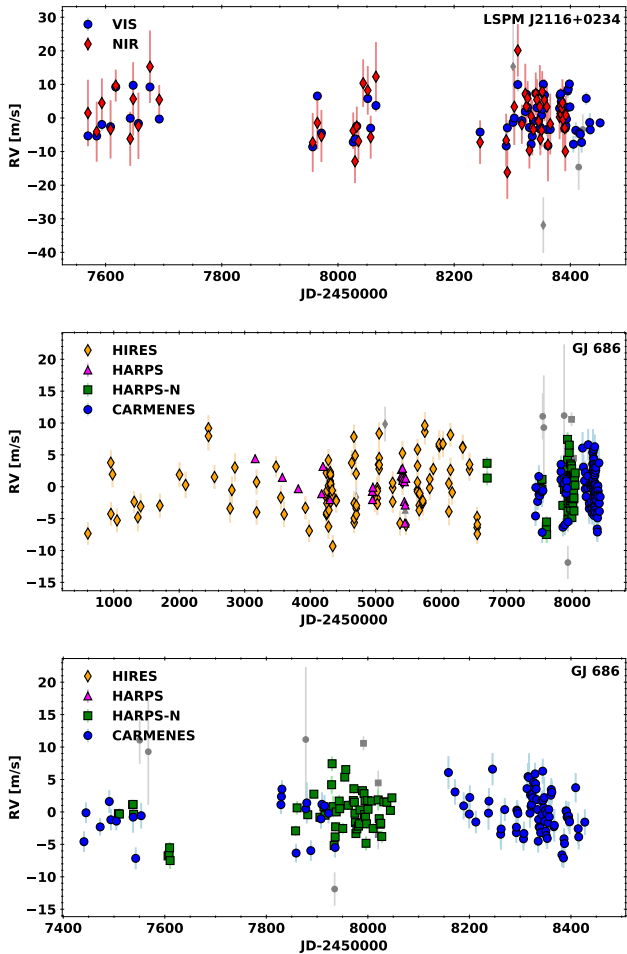 LSPM J2116+0234
VIS
NIR
RV [m/s]
30
20
10
0
−10
−20
−30
−40
7600 7800 8000 8200 8400
JD-2450000
GJ 686
HIRES
HARPS
HARPS-N
CARMENES
RV [m/s]
20
15
10
5
0
−5
−10
−15
1000 2000 3000 4000 5000 6000 7000 8000
JD-2450000
GJ 686
HIRES
HARPS
HARPS-N
CARMENES
RV [m/s]
20
15
10
5
0
−5
−10
−15
7400 7600 7800 8000 8200 8400
JD-2450000